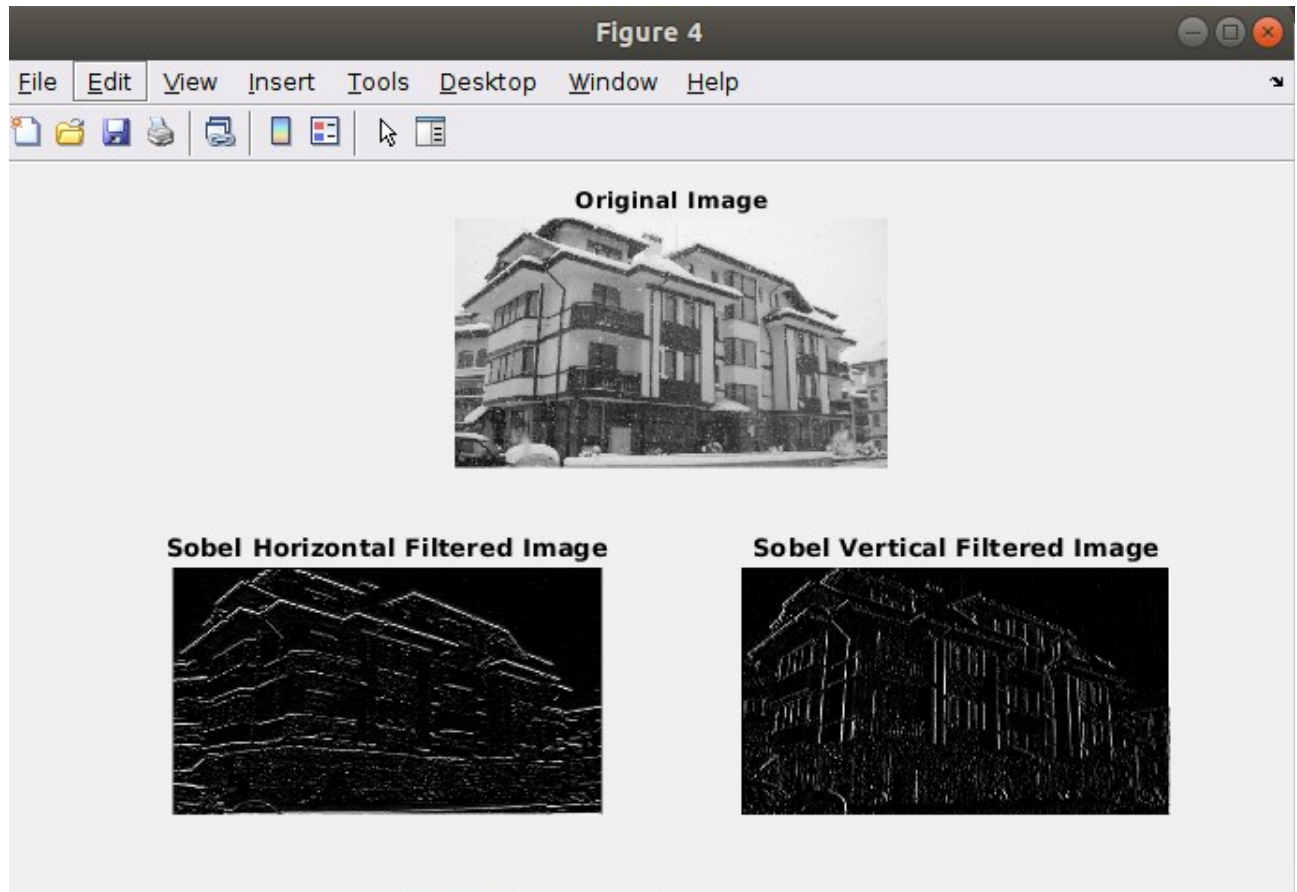 Figure 4
File Edit View Insert Tools Desktop Window Help
Original Image
Sobel Horizontal Filtered Image
Sobel Vertical Filtered Image